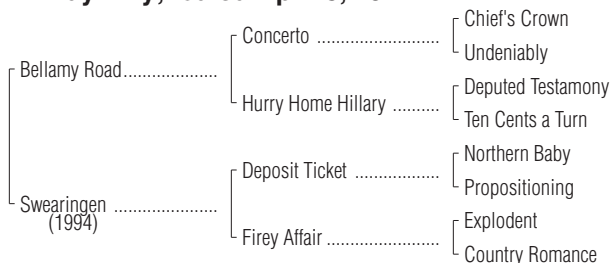 Concerto ....................
Chief's Crown
Undeniably
Bellamy Road....................
Hurry Home Hillary ..........
Deputed Testamony
Ten Cents a Turn
Deposit Ticket ..................
Northern Baby
Propositioning
Swearingen ......................
(1994)
Firey Affair ........................
Explodent
Country Romance